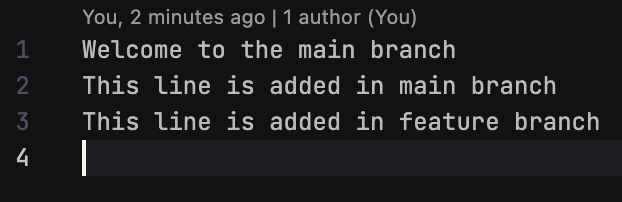 You, 2 minutes ago | 1 author (You)
1 Welcome to the main branch
2 This line is added in main branch
3 This line is added in feature branch
4